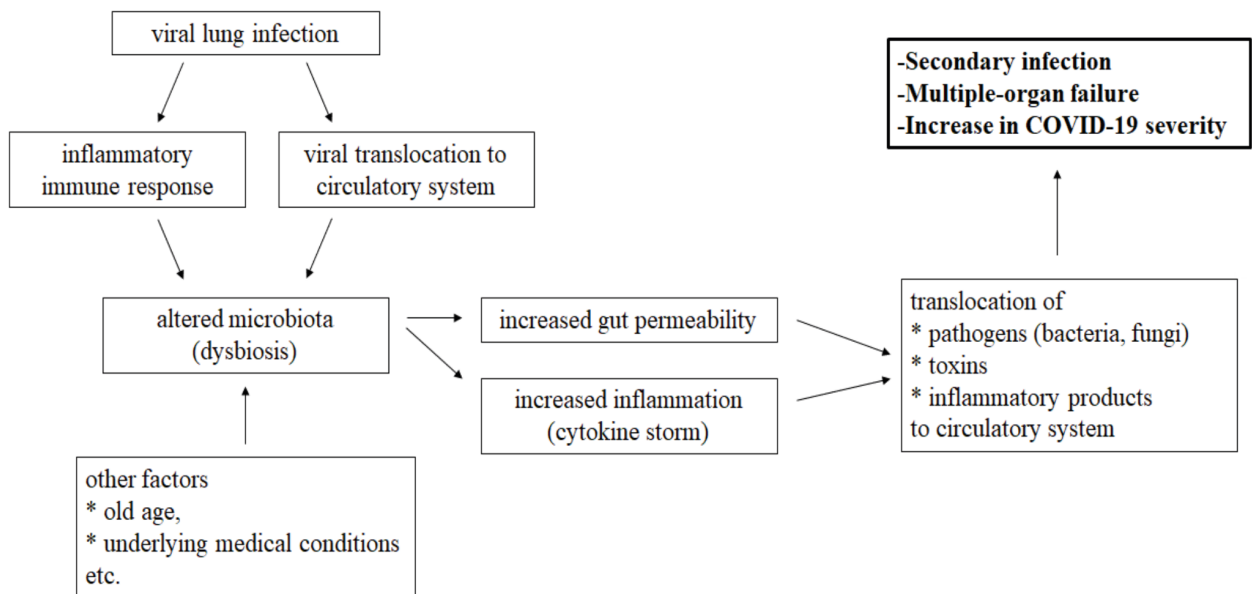 viral lung infection
inflammatory
immune response
viral translocation to
circulatory system
altered microbiota
(dysbiosis)
other factors
* old age,
* underlying medical conditions
etc.
increased gut permeability
increased inflammation
(cytokine storm)
translocation of
* pathogens (bacteria, fungi)
* toxins
* inflammatory products
to circulatory system
-Secondary infection
-Multiple-organ failure
-Increase in COVID-19 severity